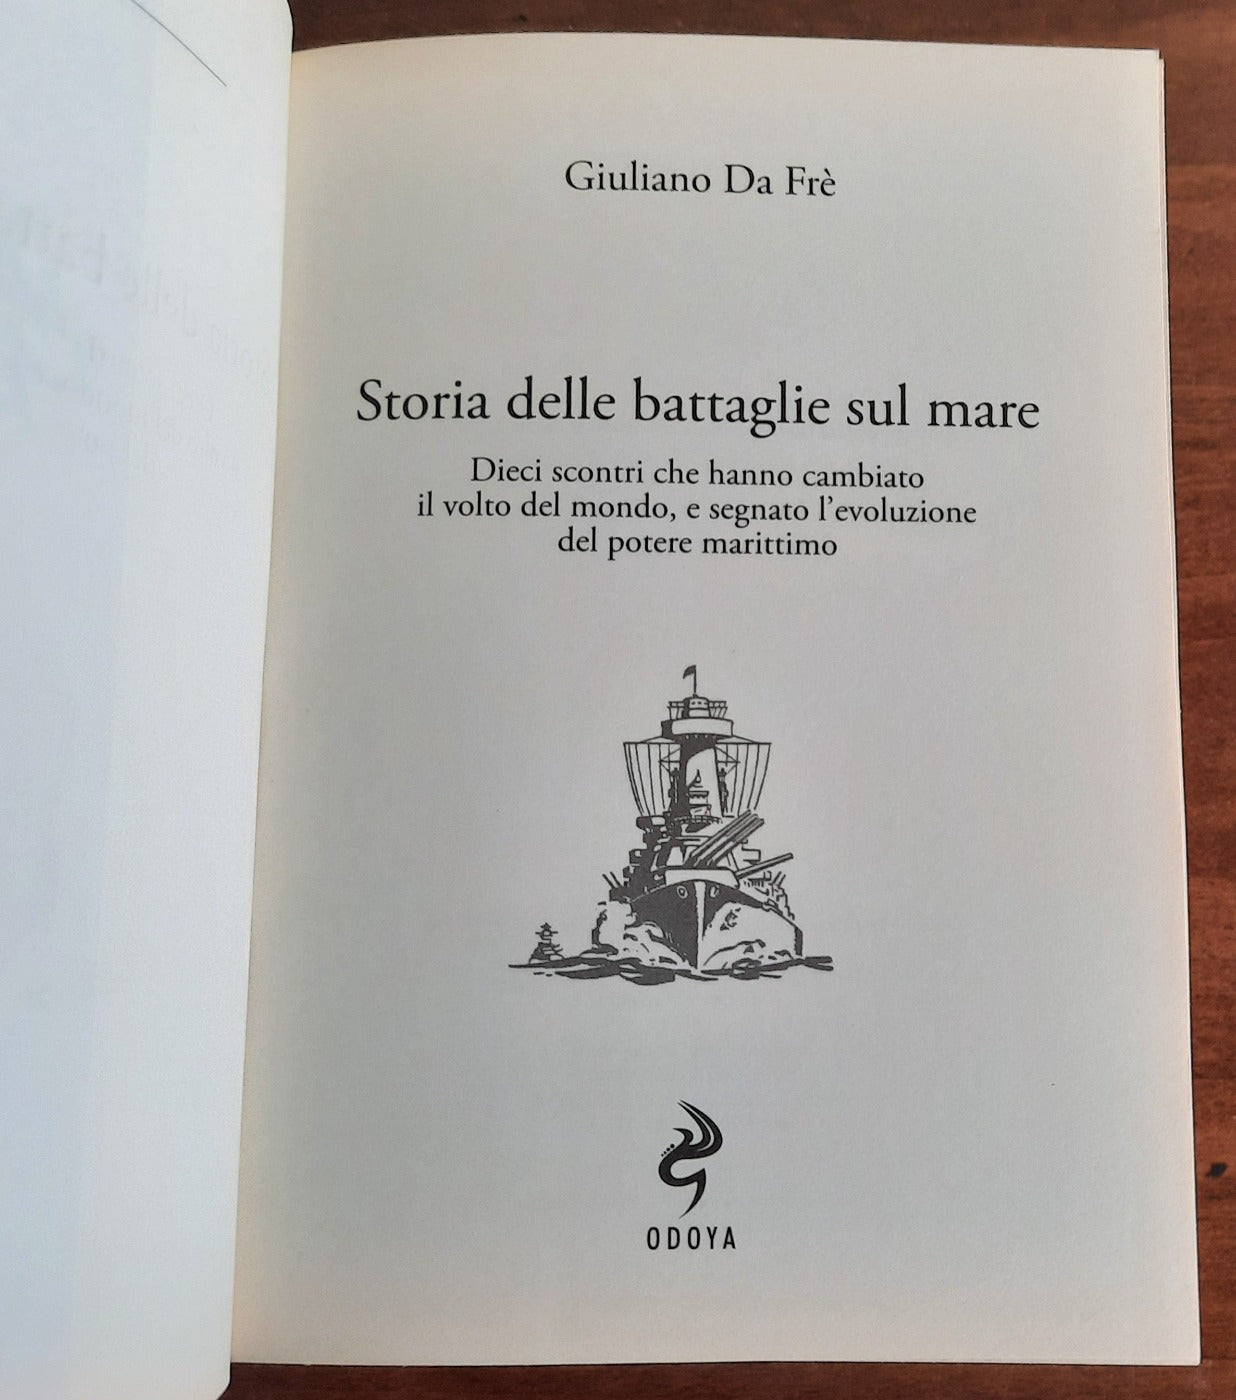 Giuliano Da Frè
Storia delle battaglie sul mare
Dieci scontri che hanno cambiato
il volto del mondo, e segnato l'evoluzione
del potere marittimo
ODOYA